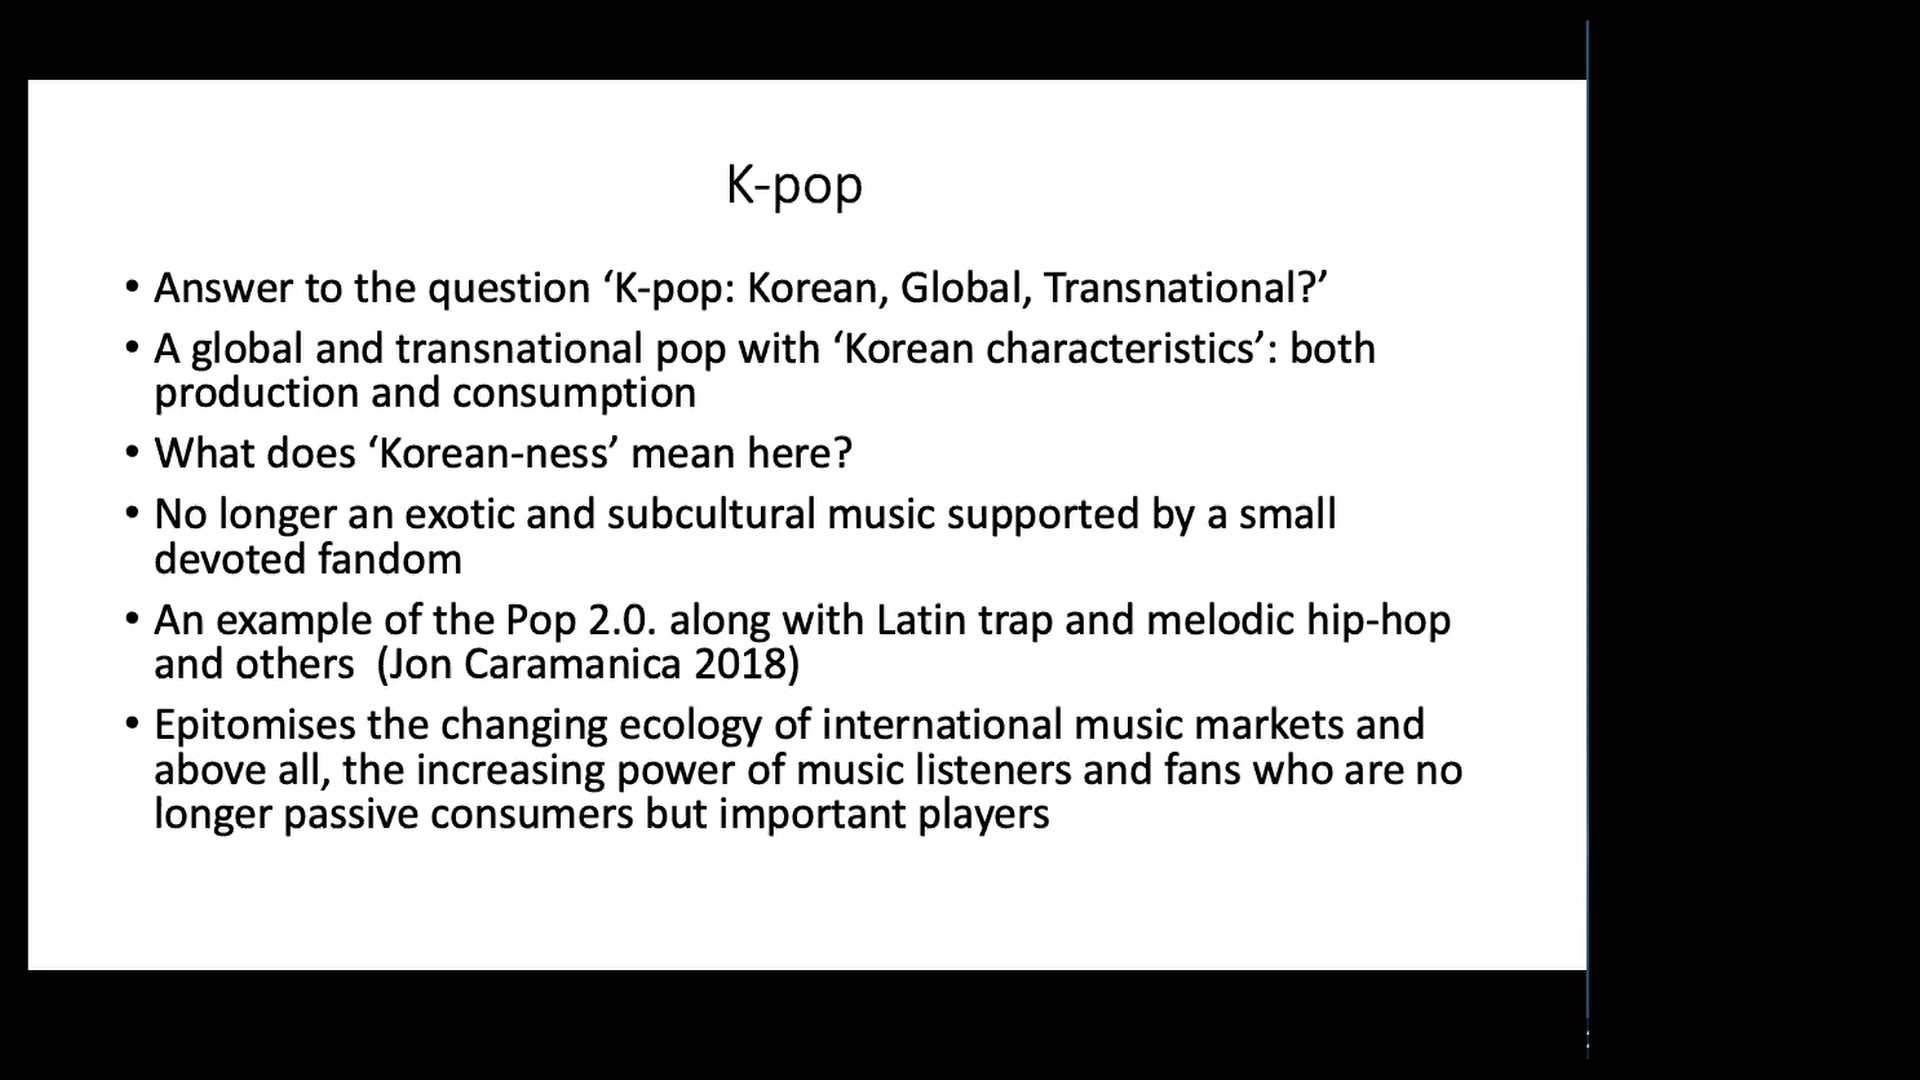 K-pop
• Answer to the question ‘K-pop: Korean, Global, Transnational?’
• A global and transnational pop with ‘Korean characteristics’: both
production and consumption
• What does ‘Korean-ness’ mean here?
• No longer an exotic and subcultural music supported by a small
devoted fandom
• An example of the Pop 2.0. along with Latin trap and melodic hip-hop
and others  (Jon Caramanica 2018)
• Epitomises the changing ecology of international music markets and
above all, the increasing power of music listeners and fans who are no
longer passive consumers but important players